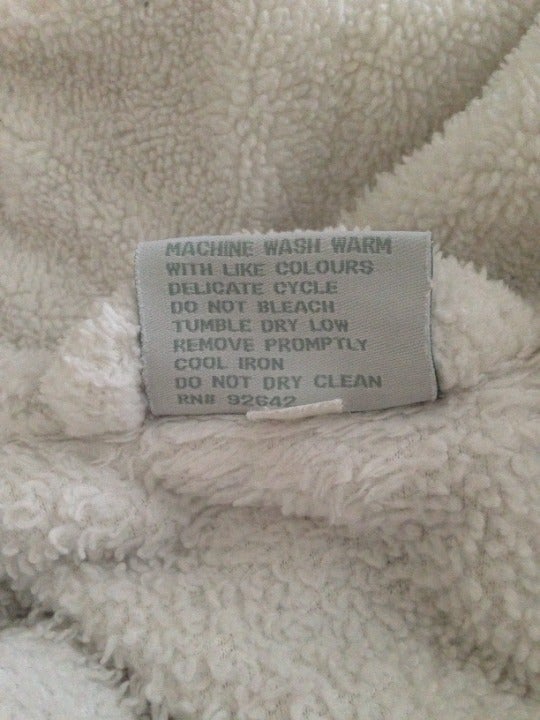 MACHINE WASH WARM
WITH LIKE COLOURS
DELICATE CYCLE
DO NOT BLEACH
TUMBLE DRY LOW
REMOVE PROMPTLY
COOL IRON
DO NOT DRY CLEAN
RN# 92642